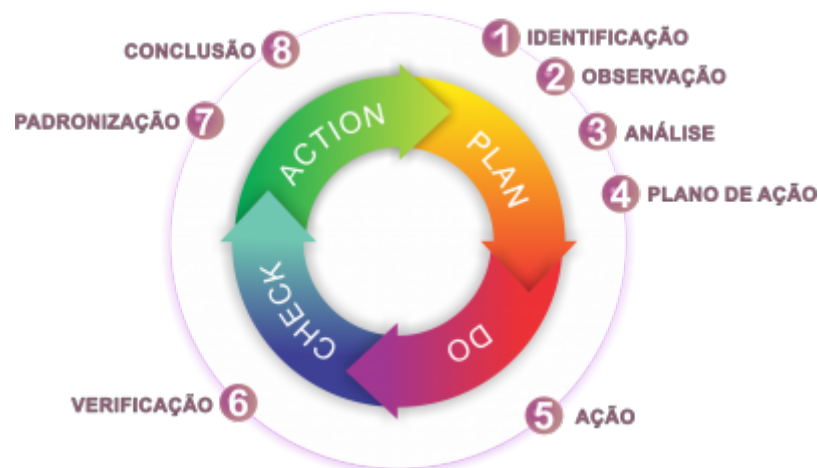 1 IDENTIFICAÇÃO
2 OBSERVAÇÃO
3 ANÁLISE
4 PLANO DE AÇÃO
5 AÇÃO
6 VERIFICAÇÃO
7 PADRONIZAÇÃO
8 CONCLUSÃO
PLAN
DO
CHECK
ACTION